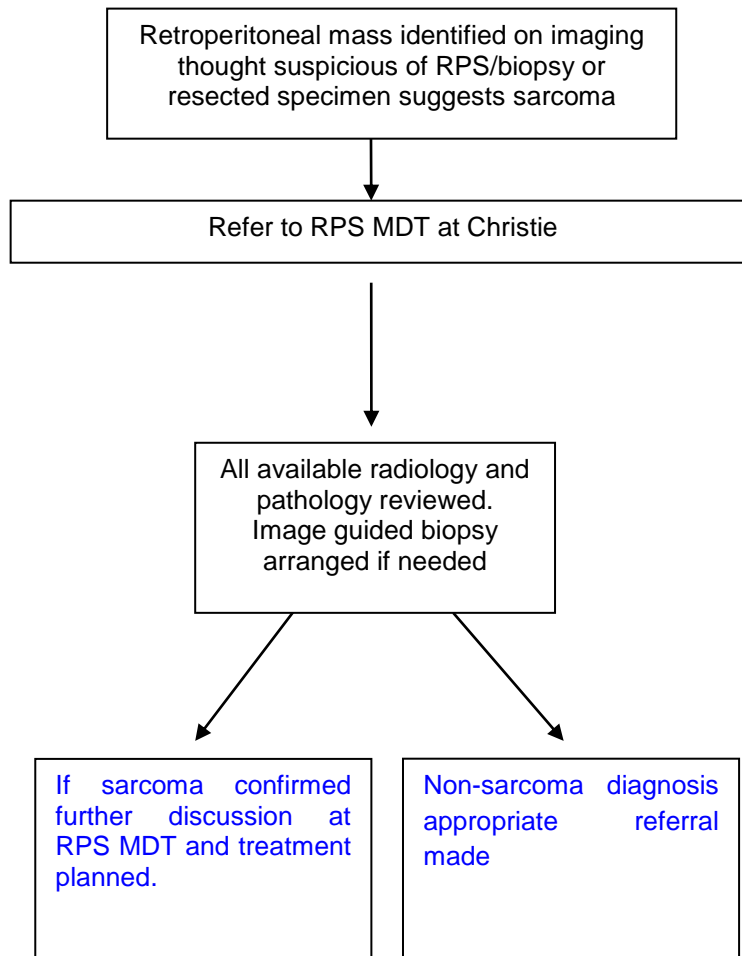 Retroperitoneal mass identified on imaging
thought suspicious of RPS/biopsy or
resected specimen suggests sarcoma
Refer to RPS MDT at Christie
All available radiology and
pathology reviewed.
Image guided biopsy
arranged if needed
If sarcoma confirmed
further discussion at
RPS MDT and treatment
planned.
Non-sarcoma diagnosis
appropriate referral
made